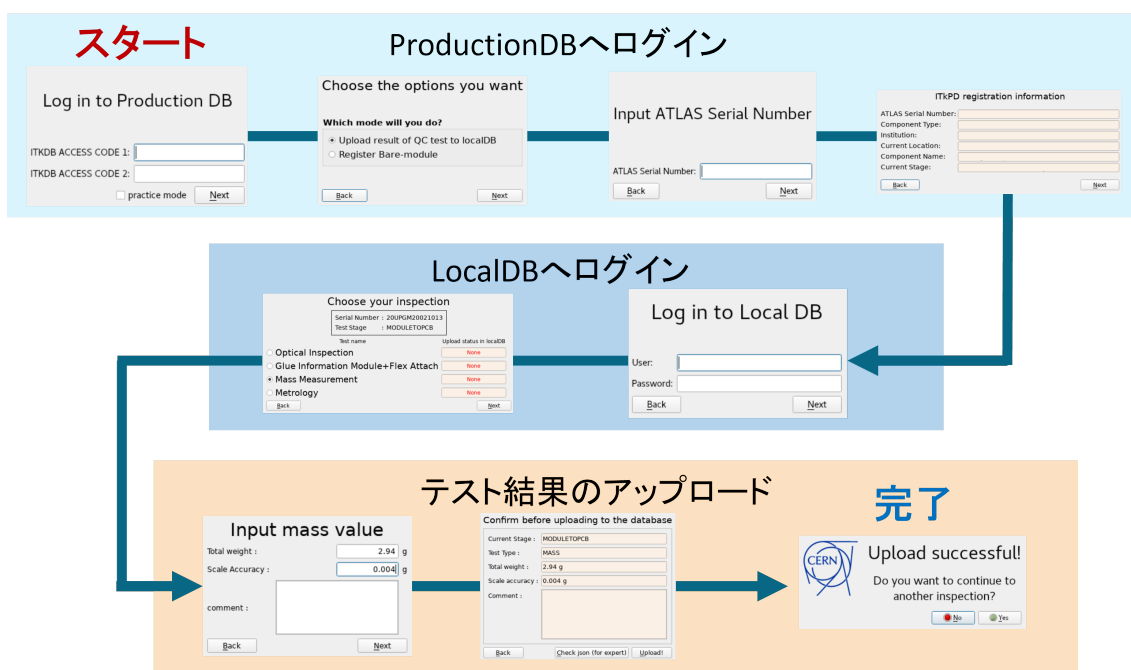 スタート
ProductionDBへログイン
Log in to Production DB
ITKDB ACCESS CODE 1:
ITKDB ACCESS CODE 2:
practice mode
Next
Choose the options you want
Which mode will you do?
Upload result of QC test to localDB
Register Bare-module
Back
Next
Input ATLAS Serial Number
ATLAS Serial Number:
Back
Next
ITkPD registration information
ATLAS Serial Number:
Component Type:
Institution:
Current Location:
Component Name:
Current Stage:
Back
Next
LocalDBへログイン
Log in to Local DB
User:
Password:
Back
Next
Choose your inspection
Serial Number : 20UPGM20021013
Test Stage : MODULETOPCB
Test name Upload status in localDB
Optical Inspection None
Glue Information Module+Flex Attach None
Mass Measurement None
Metrology None
Back
Next
テスト結果のアップロード
Input mass value
Total weight : 2.94 g
Scale Accuracy : 0.004 g
comment :
Back
Next
Confirm before uploading to the database
Current Stage : MODULETOPCB
Test Type : MASS
Total weight : 2.94 g
Scale accuracy : 0.004 g
Comment :
Back
Check json (for expert)
Upload!
完了
CERN
Upload successful!
Do you want to continue to
another inspection?
No
Yes